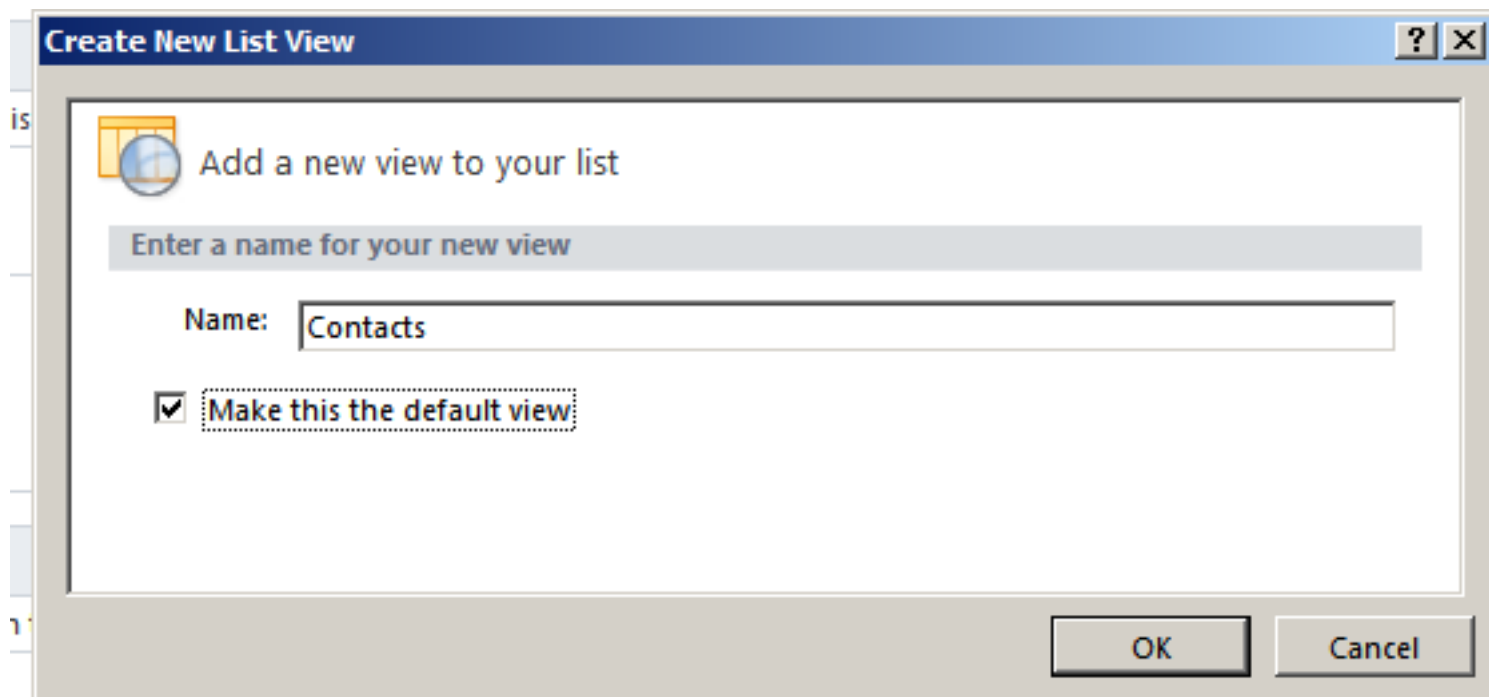 Create New List View
is
Add a new view to your list
Enter a name for your new view
Name: Contacts
Make this the default view
OK Cancel